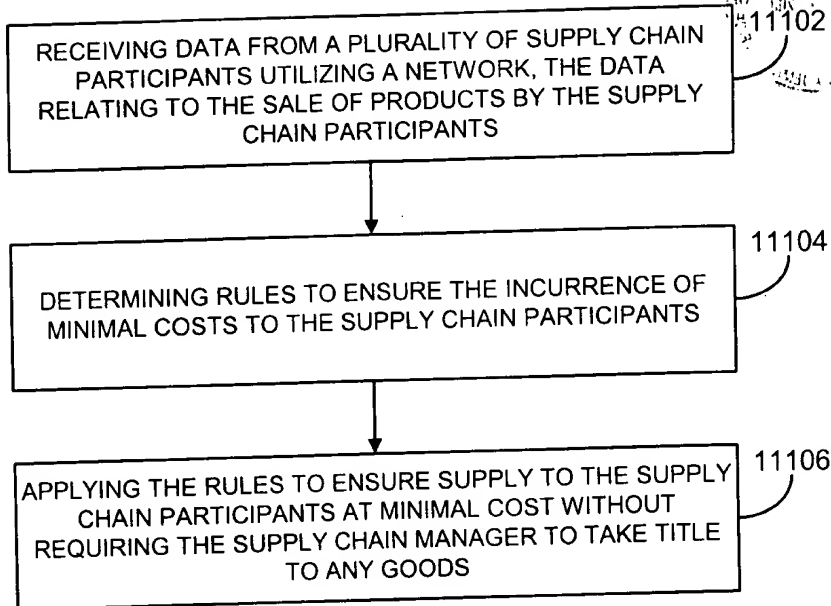 RECEIVING DATA FROM A PLURALITY OF SUPPLY CHAIN
PARTICIPANTS UTILIZING A NETWORK, THE DATA
RELATING TO THE SALE OF PRODUCTS BY THE SUPPLY
CHAIN PARTICIPANTS
11102
DETERMINING RULES TO ENSURE THE INCURRENCE OF
MINIMAL COSTS TO THE SUPPLY CHAIN PARTICIPANTS
11104
APPLYING THE RULES TO ENSURE SUPPLY TO THE SUPPLY
CHAIN PARTICIPANTS AT MINIMAL COST WITHOUT
REQUIRING THE SUPPLY CHAIN MANAGER TO TAKE TITLE
TO ANY GOODS
11106